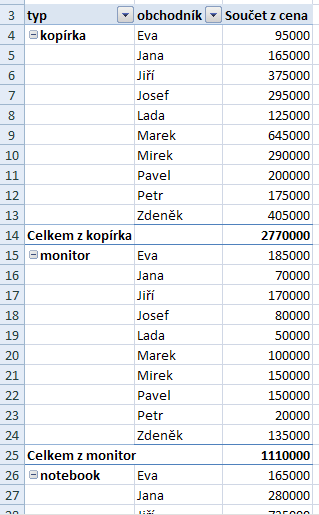 3 typ obchodník Součet z cena
4 kopírka Eva 95000
5 Jana 165000
6 Jiří 375000
7 Josef 295000
8 Lada 125000
9 Marek 645000
10 Mirek 290000
11 Pavel 200000
12 Petr 175000
13 Zdeněk 405000
14 Celkem z kopírka 2770000
15 monitor Eva 185000
16 Jana 70000
17 Jiří 170000
18 Josef 80000
19 Lada 50000
20 Marek 100000
21 Mirek 150000
22 Pavel 150000
23 Petr 20000
24 Zdeněk 135000
25 Celkem z monitor 1110000
26 notebook Eva 165000
27 Jana 280000